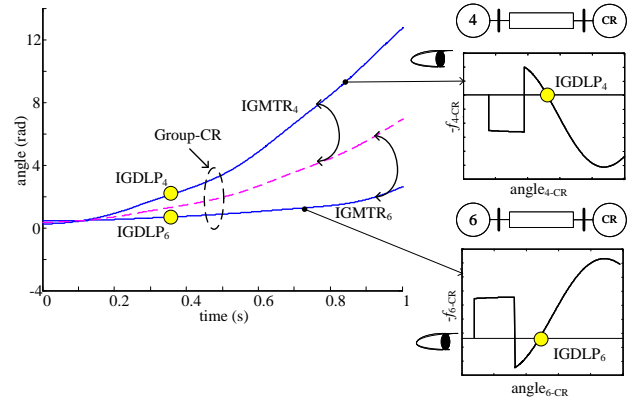 12
8
4
0
-4
angle (rad)
0
0.2
0.4
0.6
0.8
1
time (s)
Group-CR
IGMTR4
IGMTR6
IGDLP4
IGDLP6
4
CR
-f4-CR
IGDLP4
angle4-CR
6
CR
-f6-CR
IGDLP6
angle6-CR